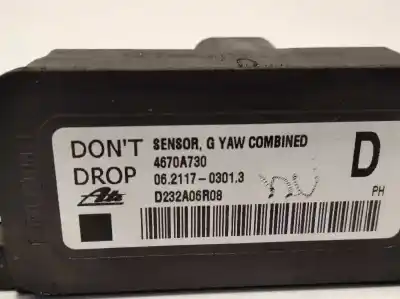 DON'T DROP
SENSOR, G YAW COMBINED
4670A730
06.2117-0301.3
D232A06R08
Ate
D
PH